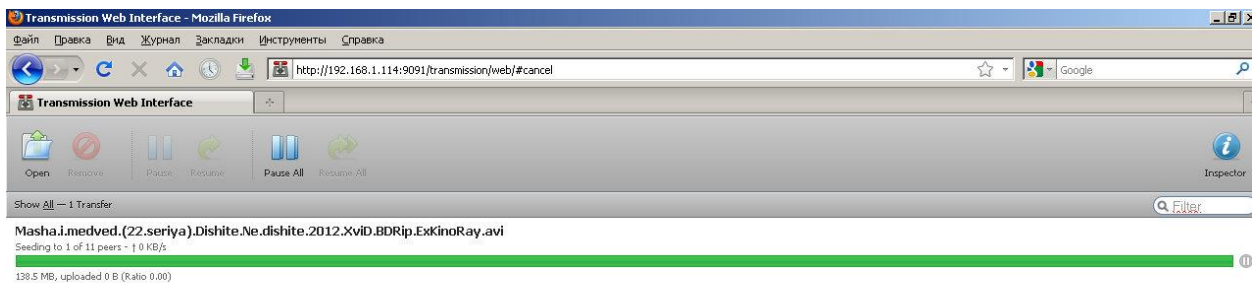 Transmission Web Interface - Mozilla Firefox
Файл Правка Вид Журнал Закладки Инструменты Справка
http://192.168.1.114:9091/transmission/web/#cancel Google
Transmission Web Interface
Open Remove Pause Resume Pause All Resume All Inspector
Show All — 1 Transfer Filter
Masha.i.medved.(22.seriya).Dishite.Ne.dishite.2012.XviD.BDRip.ExKinoRay.avi
Seeding to 1 of 11 peers - ↑ 0 KB/s
138.5 MB, uploaded 0 B (Ratio 0.00)